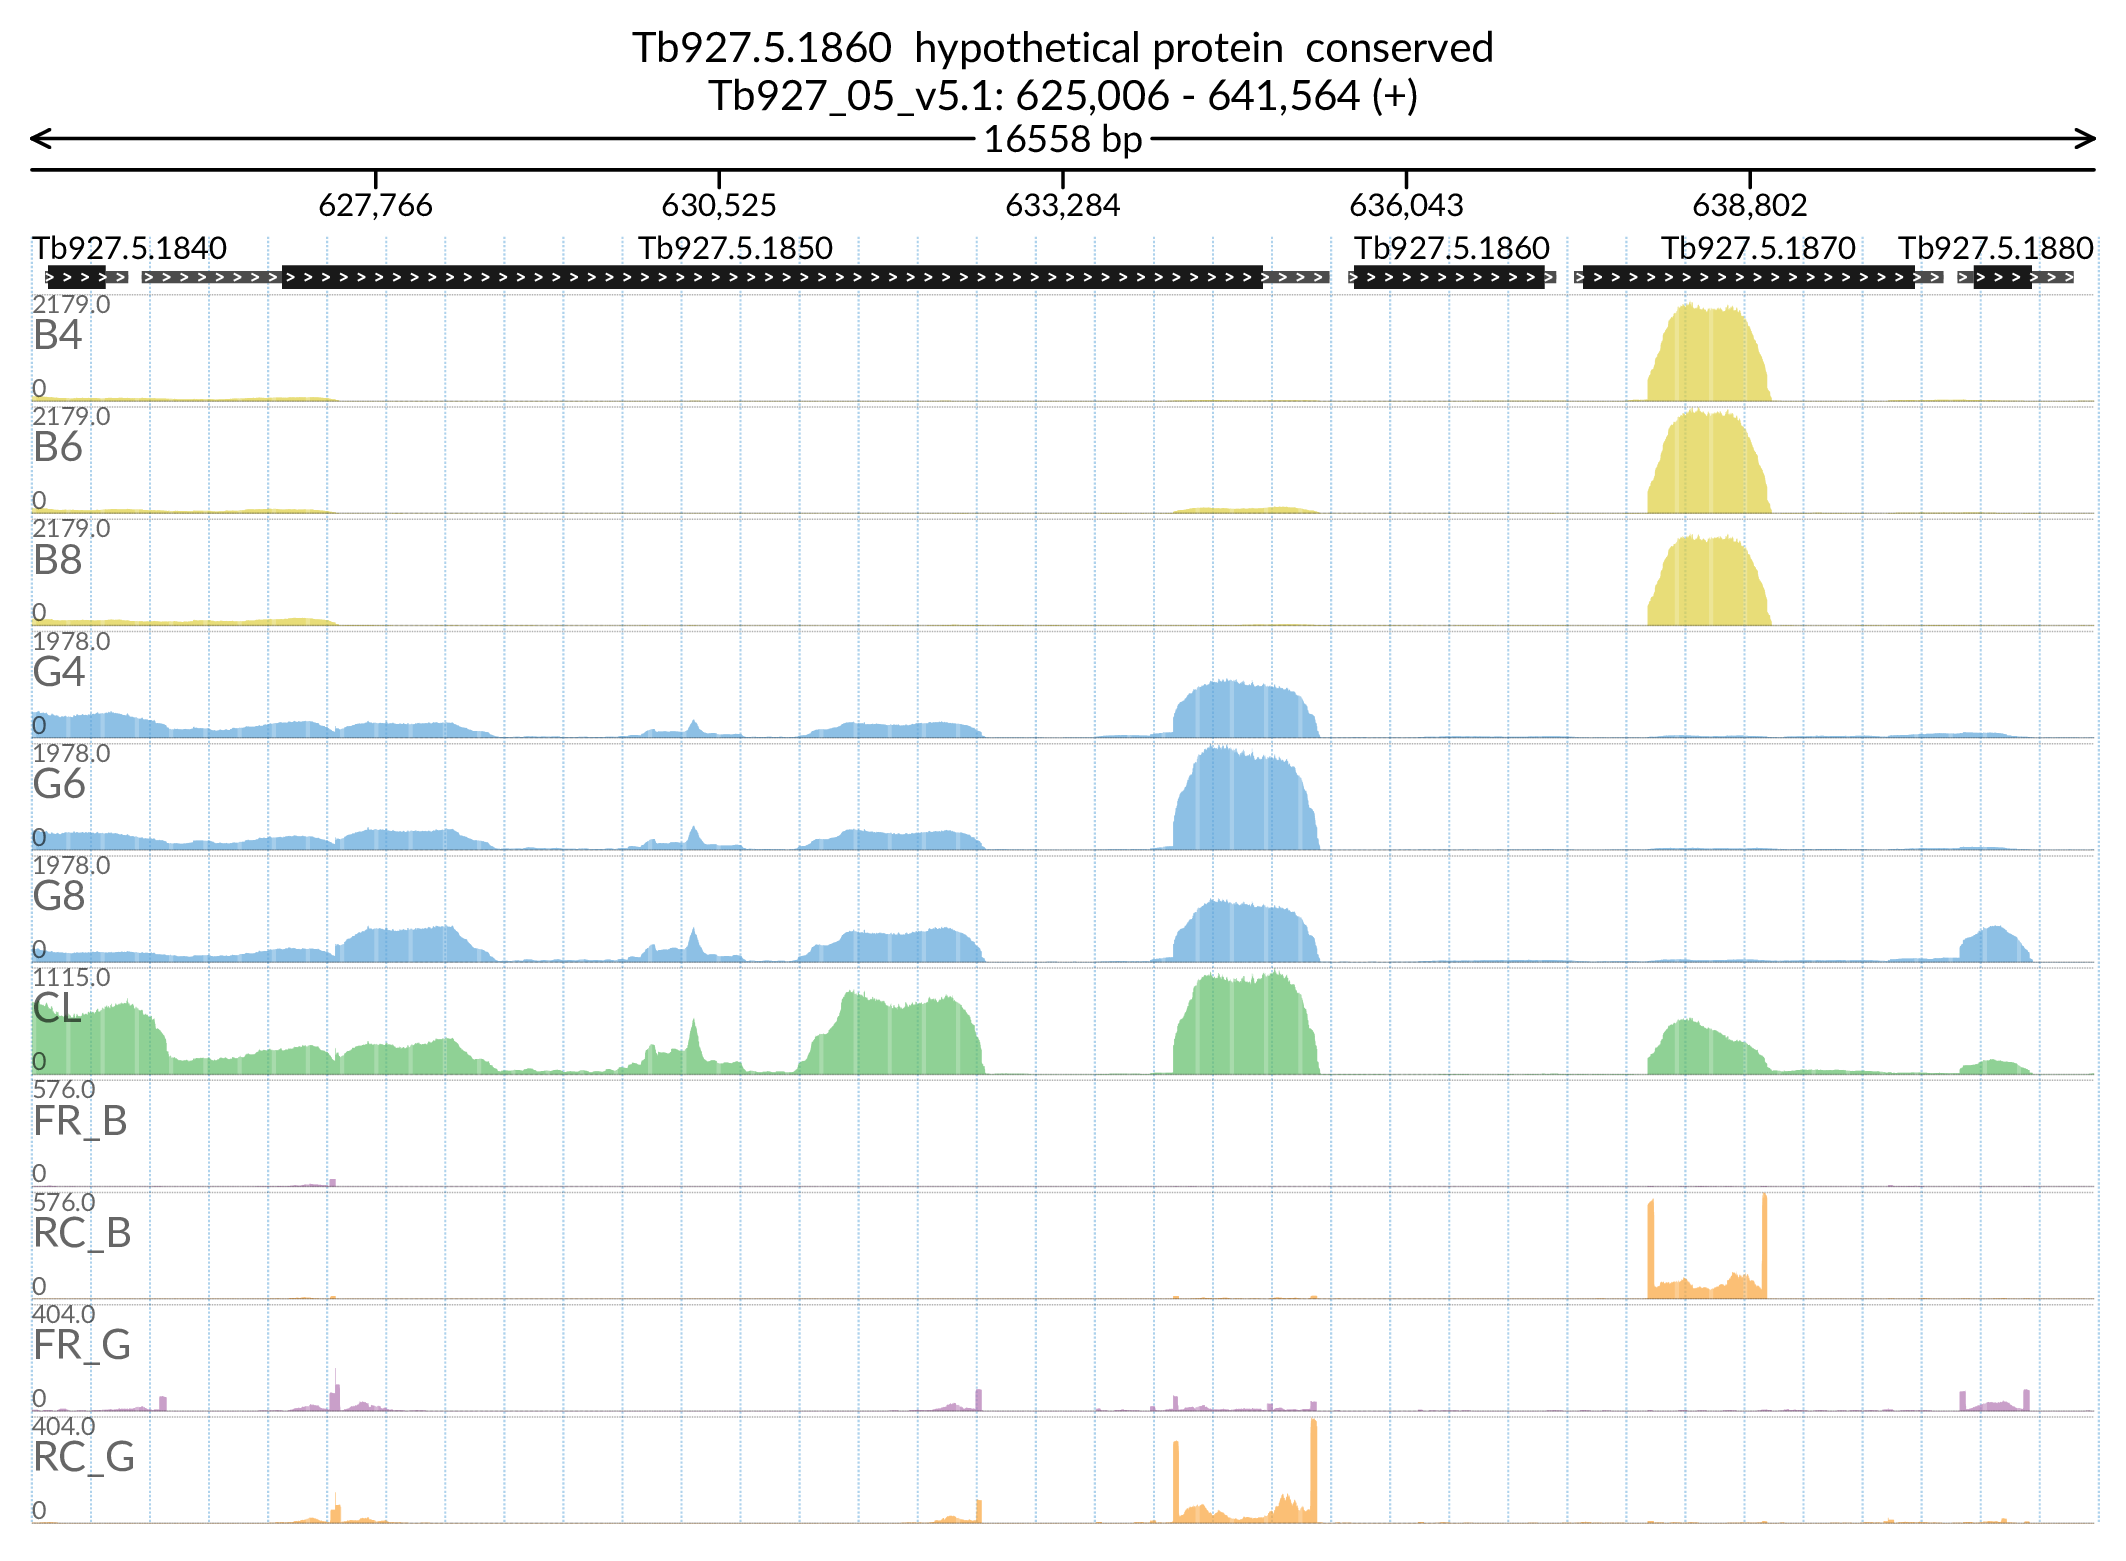 Tb927.5.1860  hypothetical protein  conserved
Tb927_05_v5.1: 625,006 - 641,564 (+)
16558 bp
627,766 630,525 633,284 636,043 638,802
Tb927.5.1840 Tb927.5.1850 Tb927.5.1860 Tb927.5.1870 Tb927.5.1880
2179.0
B4
0
2179.0
B6
0
2179.0
B8
0
1978.0
G4
0
1978.0
G6
0
1978.0
G8
0
1115.0
CL
0
576.0
FR_B
0
576.0
RC_B
0
404.0
FR_G
0
404.0
RC_G
0